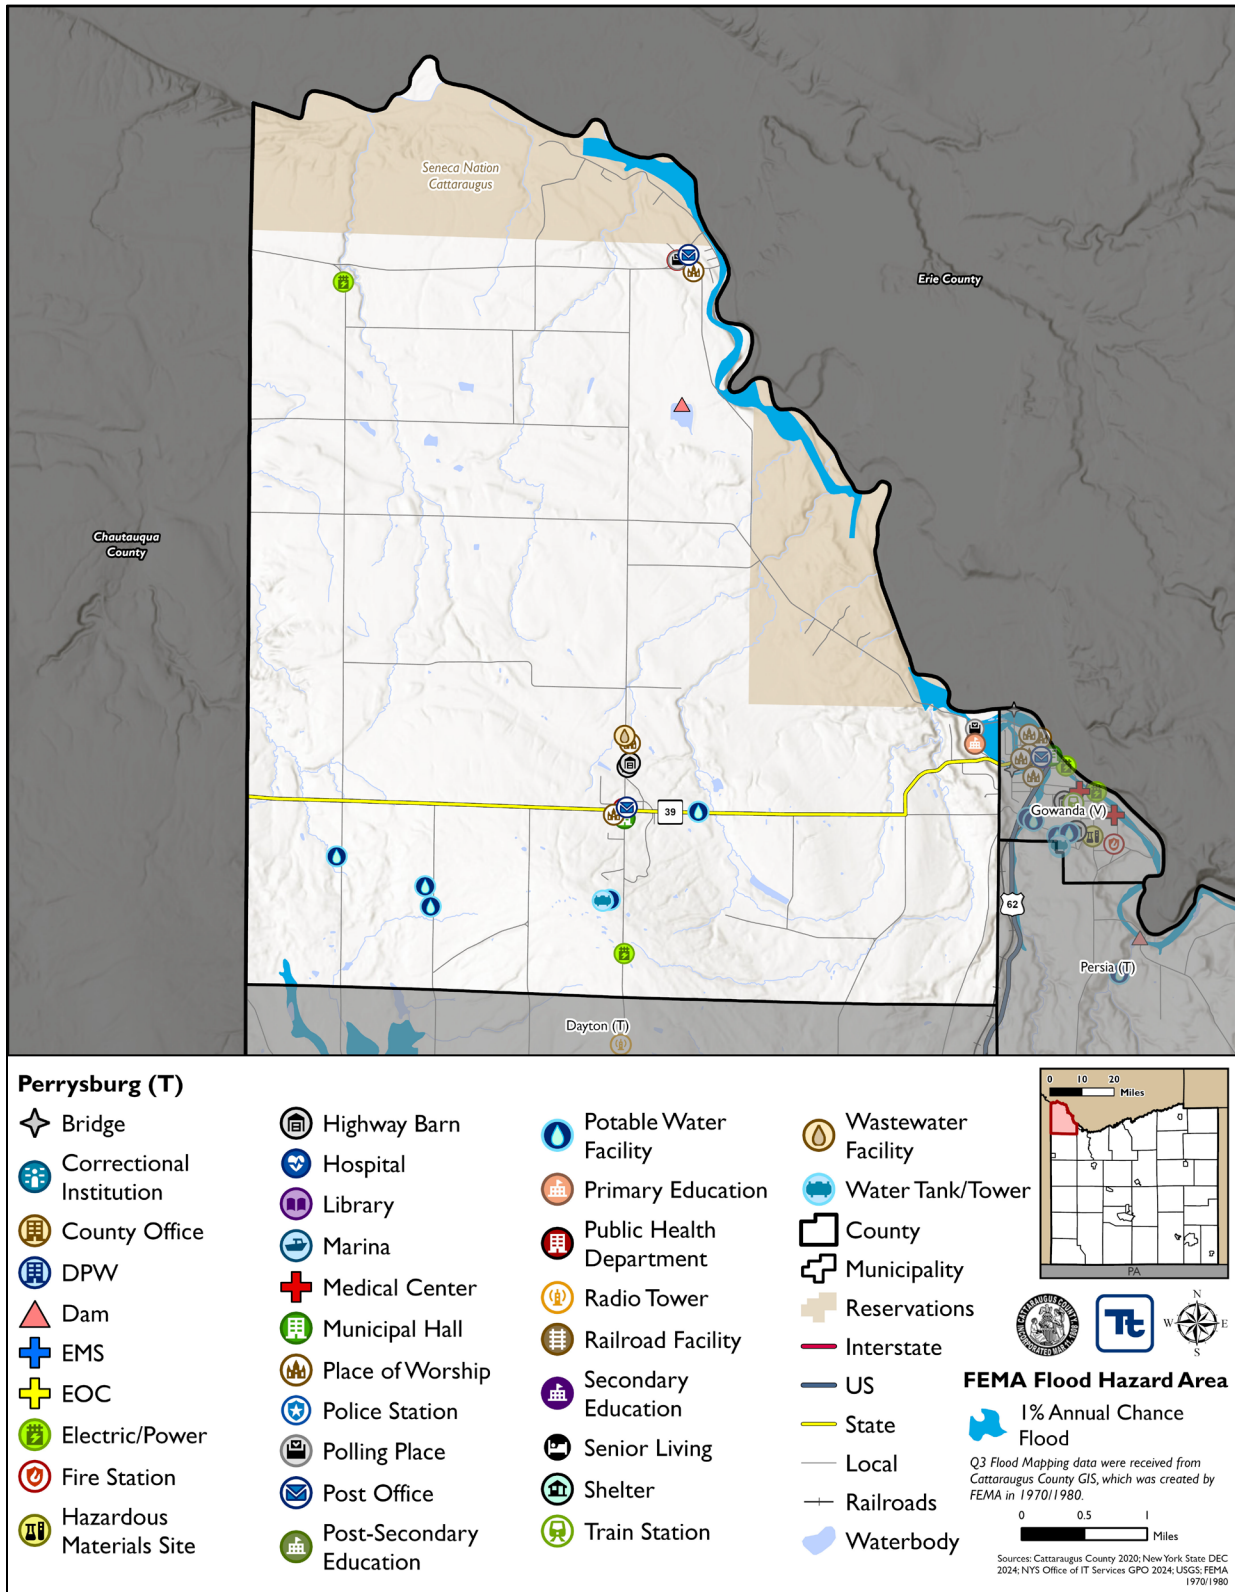 Seneca Nation
Cattaraugus
Erie County
Chautauqua
County
39
Gowanda (V)
62
Persia (T)
Dayton (T)
Perrysburg (T)
Bridge
Correctional
Institution
County Office
DPW
Dam
EMS
EOC
Electric/Power
Fire Station
Hazardous
Materials Site
Highway Barn
Hospital
Library
Marina
Medical Center
Municipal Hall
Place of Worship
Police Station
Polling Place
Post Office
Post-Secondary
Education
Potable Water
Facility
Primary Education
Public Health
Department
Radio Tower
Railroad Facility
Secondary
Education
Senior Living
Shelter
Train Station
Wastewater
Facility
Water Tank/Tower
County
Municipality
Reservations
Interstate
US
State
Local
Railroads
Waterbody
0 10 20
Miles
PA
Tt
N
W E
S
FEMA Flood Hazard Area
1% Annual Chance
Flood
Q3 Flood Mapping data were received from
Cattaraugus County GIS, which was created by
FEMA in 1970/1980.
0 0.5 1
Miles
Sources: Cattaraugus County 2020; New York State DEC
2024; NYS Office of IT Services GPO 2024; USGS; FEMA
1970/1980